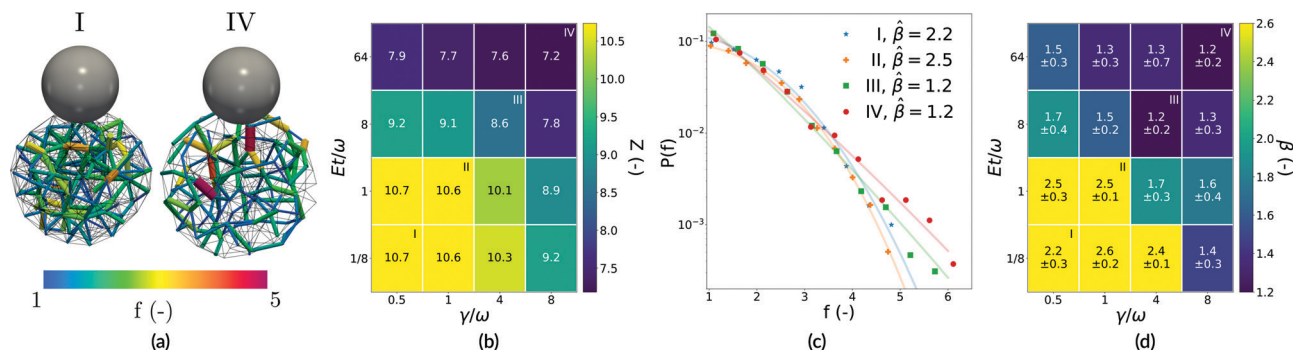 I
IV
1
5
f (-)
(a)
Et/ω
64
8
1
1/8
7.9
7.7
7.6
7.2
IV
9.2
9.1
8.6
III
7.8
10.7
10.6
II
10.1
8.9
10.7
I
10.6
10.3
9.2
0.5
1
4
8
γ/ω
10.5
10.0
9.5
9.0
8.5
8.0
7.5
Z (-)
(b)
P(f)
10⁻¹
10⁻²
10⁻³
I, β̂ = 2.2
II, β̂ = 2.5
III, β̂ = 1.2
IV, β̂ = 1.2
1
2
3
4
5
6
f (-)
(c)
Et/ω
64
8
1
1/8
1.5 ±0.3
1.3 ±0.3
1.3 ±0.7
1.2 ±0.2
IV
1.7 ±0.4
1.5 ±0.2
1.2 ±0.2
III
1.3 ±0.3
2.5 ±0.3
2.5 ±0.1
II
1.7 ±0.3
1.6 ±0.4
2.2 ±0.3
I
2.6 ±0.2
2.4 ±0.1
1.4 ±0.3
0.5
1
4
8
γ/ω
2.6
2.4
2.2
2.0
1.8
1.6
1.4
1.2
β̂ (-)
(d)